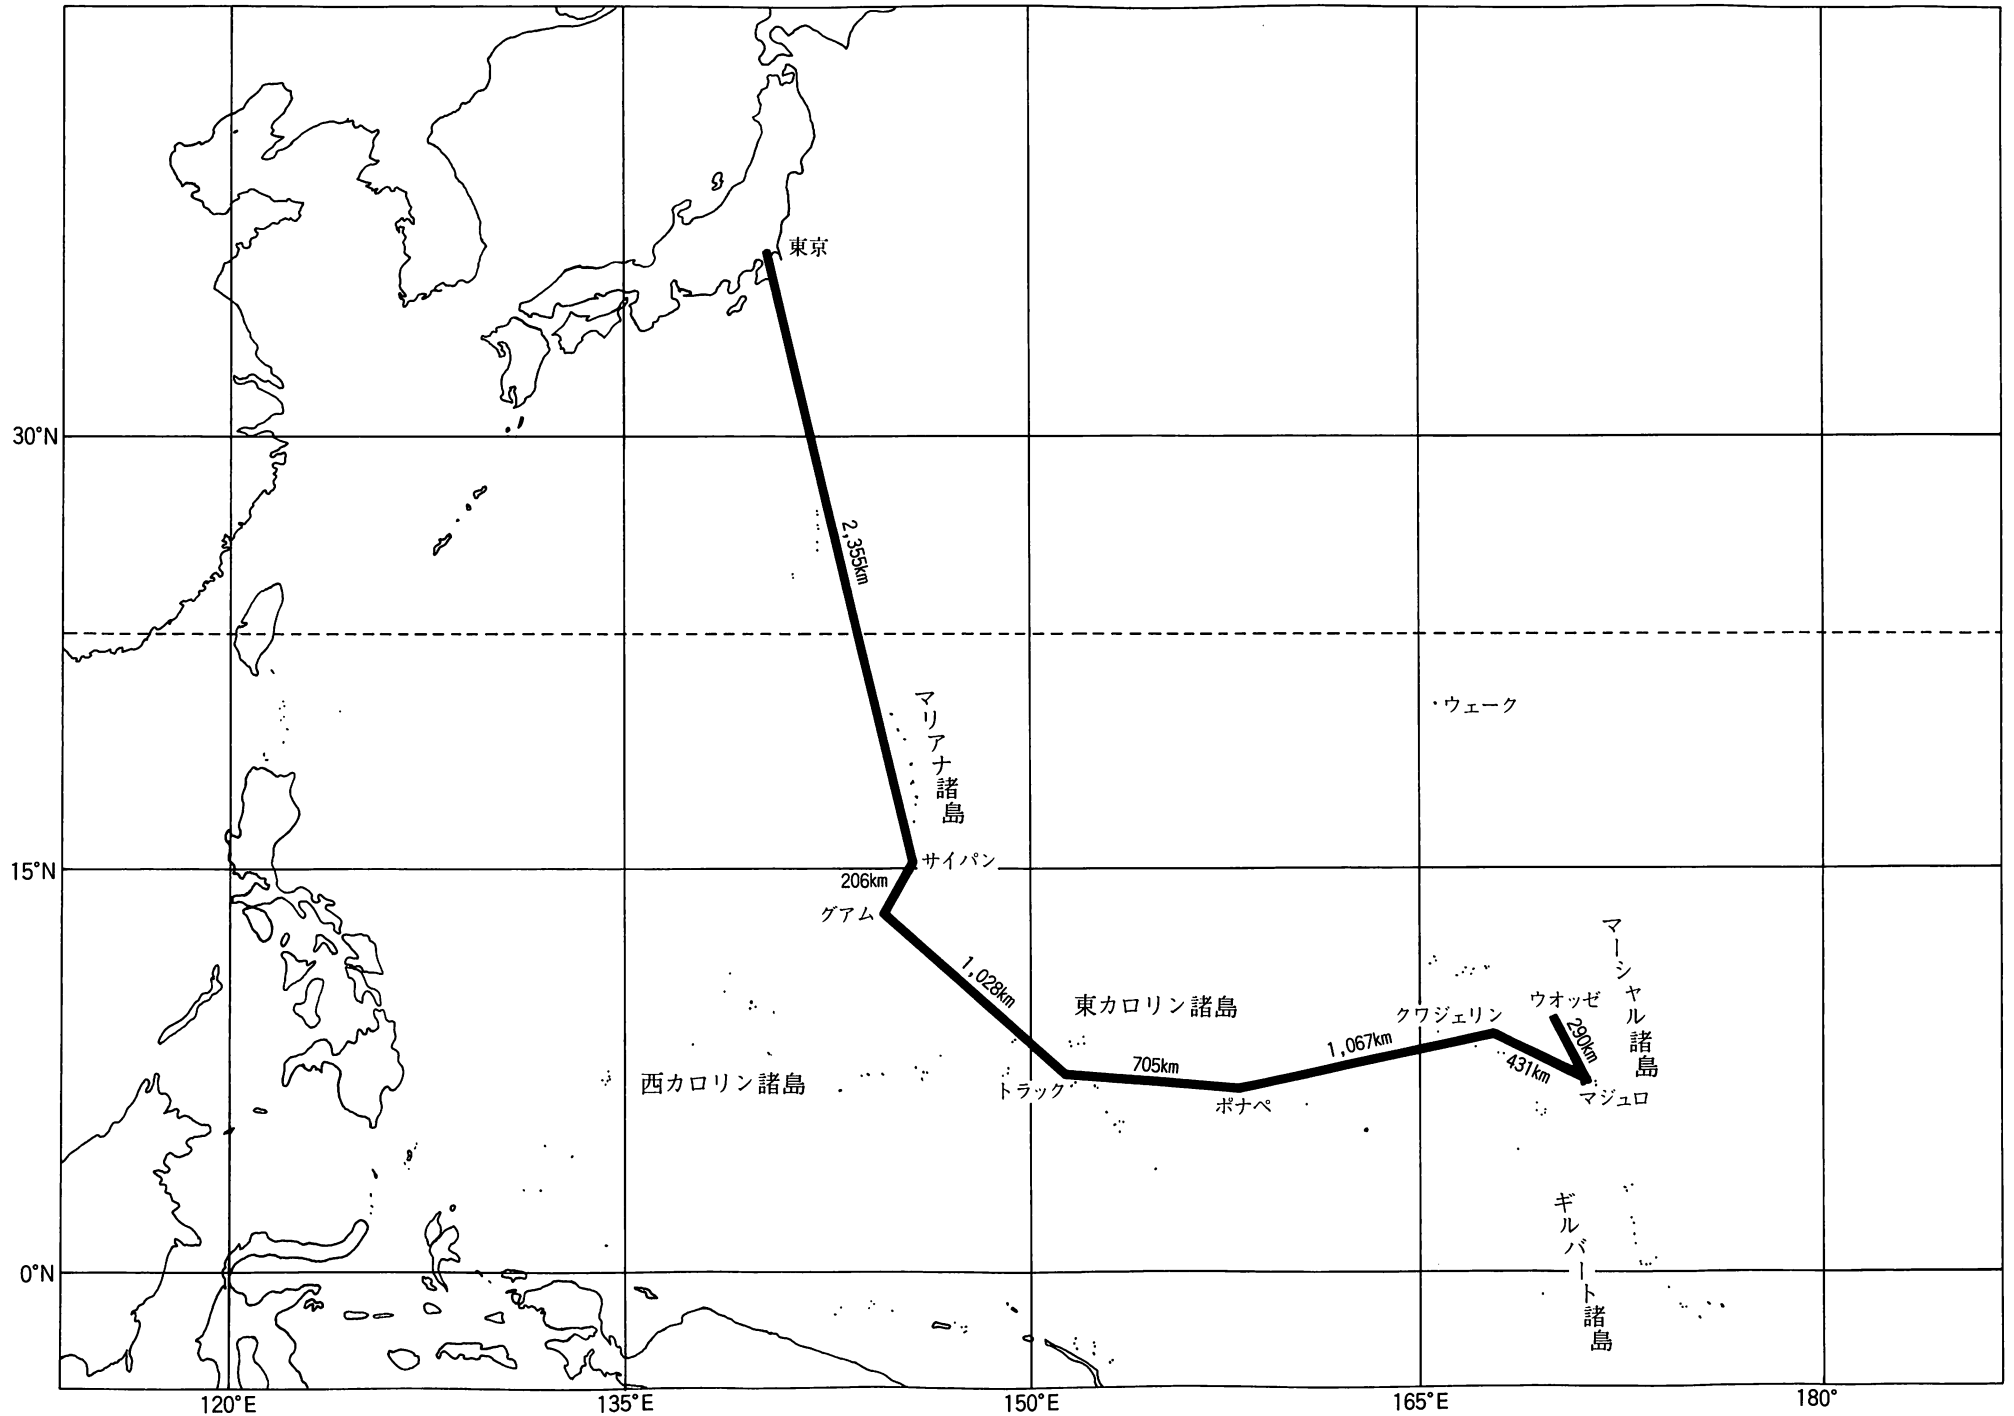 東京
30°N
2,355km
マリアナ諸島
・ウェーク
15°N
サイパン
206km
グアム
1,028km
東カロリン諸島
西カロリン諸島
トラック
705km
ポナペ
1,067km
クワジェリン
431km
ウオッゼ
290km
マジュロ
マーシャル諸島
ギルバート諸島
0°N
120°E
135°E
150°E
165°E
180°